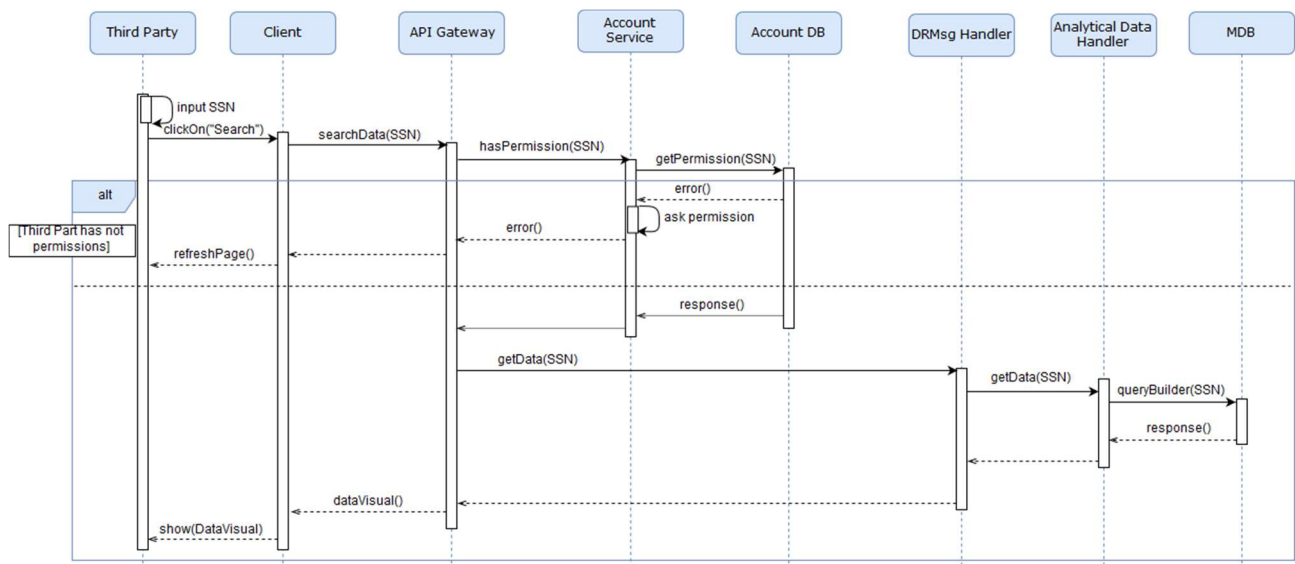 Third Party
Client
API Gateway
Account
Service
Account DB
DRMsg Handler
Analytical Data
Handler
MDB
input SSN
clickOn("Search")
searchData(SSN)
hasPermission(SSN)
getPermission(SSN)
alt
error()
ask permission
[Third Part has not
permissions]
error()
refreshPage()
response()
getData(SSN)
getData(SSN)
queryBuilder(SSN)
response()
dataVisual()
show(DataVisual)